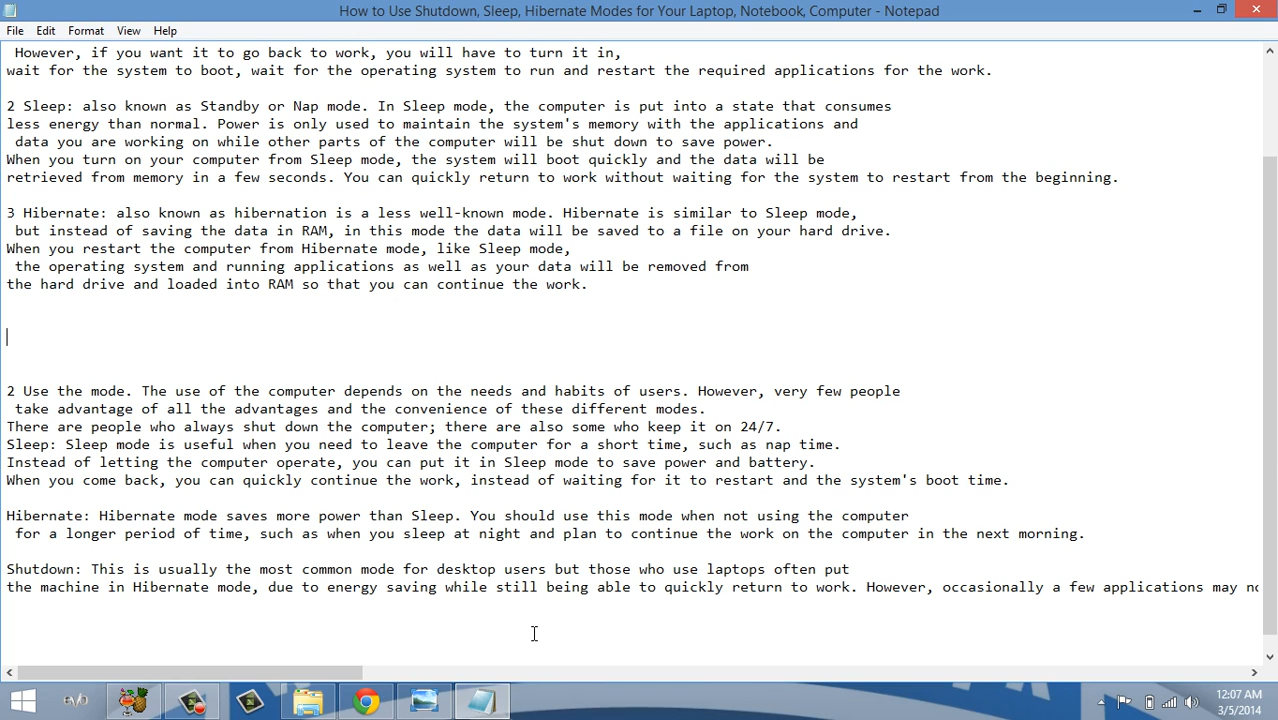 How to Use Shutdown, Sleep, Hibernate Modes for Your Laptop, Notebook, Computer - Notepad
File Edit Format View Help
However, if you want it to go back to work, you will have to turn it in,
wait for the system to boot, wait for the operating system to run and restart the required applications for the work.
2 Sleep: also known as Standby or Nap mode. In Sleep mode, the computer is put into a state that consumes
less energy than normal. Power is only used to maintain the system's memory with the applications and
data you are working on while other parts of the computer will be shut down to save power.
When you turn on your computer from Sleep mode, the system will boot quickly and the data will be
retrieved from memory in a few seconds. You can quickly return to work without waiting for the system to restart from the beginning.
3 Hibernate: also known as hibernation is a less well-known mode. Hibernate is similar to Sleep mode,
but instead of saving the data in RAM, in this mode the data will be saved to a file on your hard drive.
When you restart the computer from Hibernate mode, like Sleep mode,
the operating system and running applications as well as your data will be removed from
the hard drive and loaded into RAM so that you can continue the work.
2 Use the mode. The use of the computer depends on the needs and habits of users. However, very few people
take advantage of all the advantages and the convenience of these different modes.
There are people who always shut down the computer; there are also some who keep it on 24/7.
Sleep: Sleep mode is useful when you need to leave the computer for a short time, such as nap time.
Instead of letting the computer operate, you can put it in Sleep mode to save power and battery.
When you come back, you can quickly continue the work, instead of waiting for it to restart and the system's boot time.
Hibernate: Hibernate mode saves more power than Sleep. You should use this mode when not using the computer
for a longer period of time, such as when you sleep at night and plan to continue the work on the computer in the next morning.
Shutdown: This is usually the most common mode for desktop users but those who use laptops often put
the machine in Hibernate mode, due to energy saving while still being able to quickly return to work. However, occasionally a few applications may
12:07 AM
3/5/2014